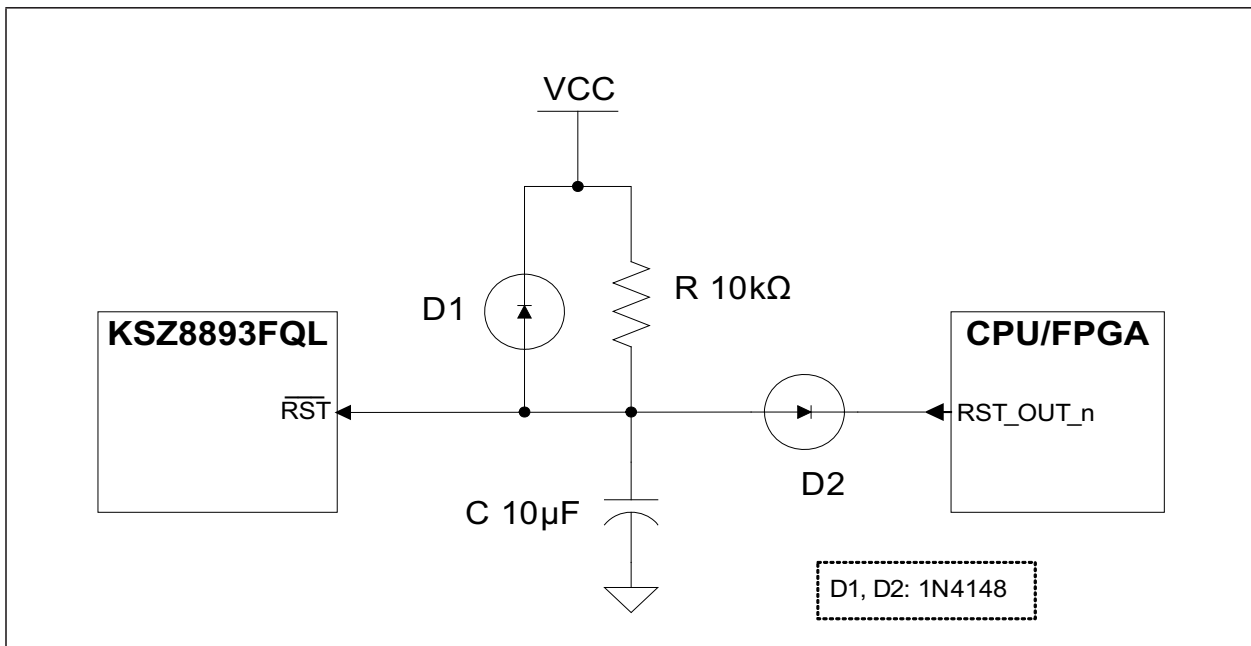 VCC
D1
R 10kΩ
KSZ8893FQL
CPU/FPGA
RST
RST_OUT_n
D2
C 10µF
D1, D2: 1N4148